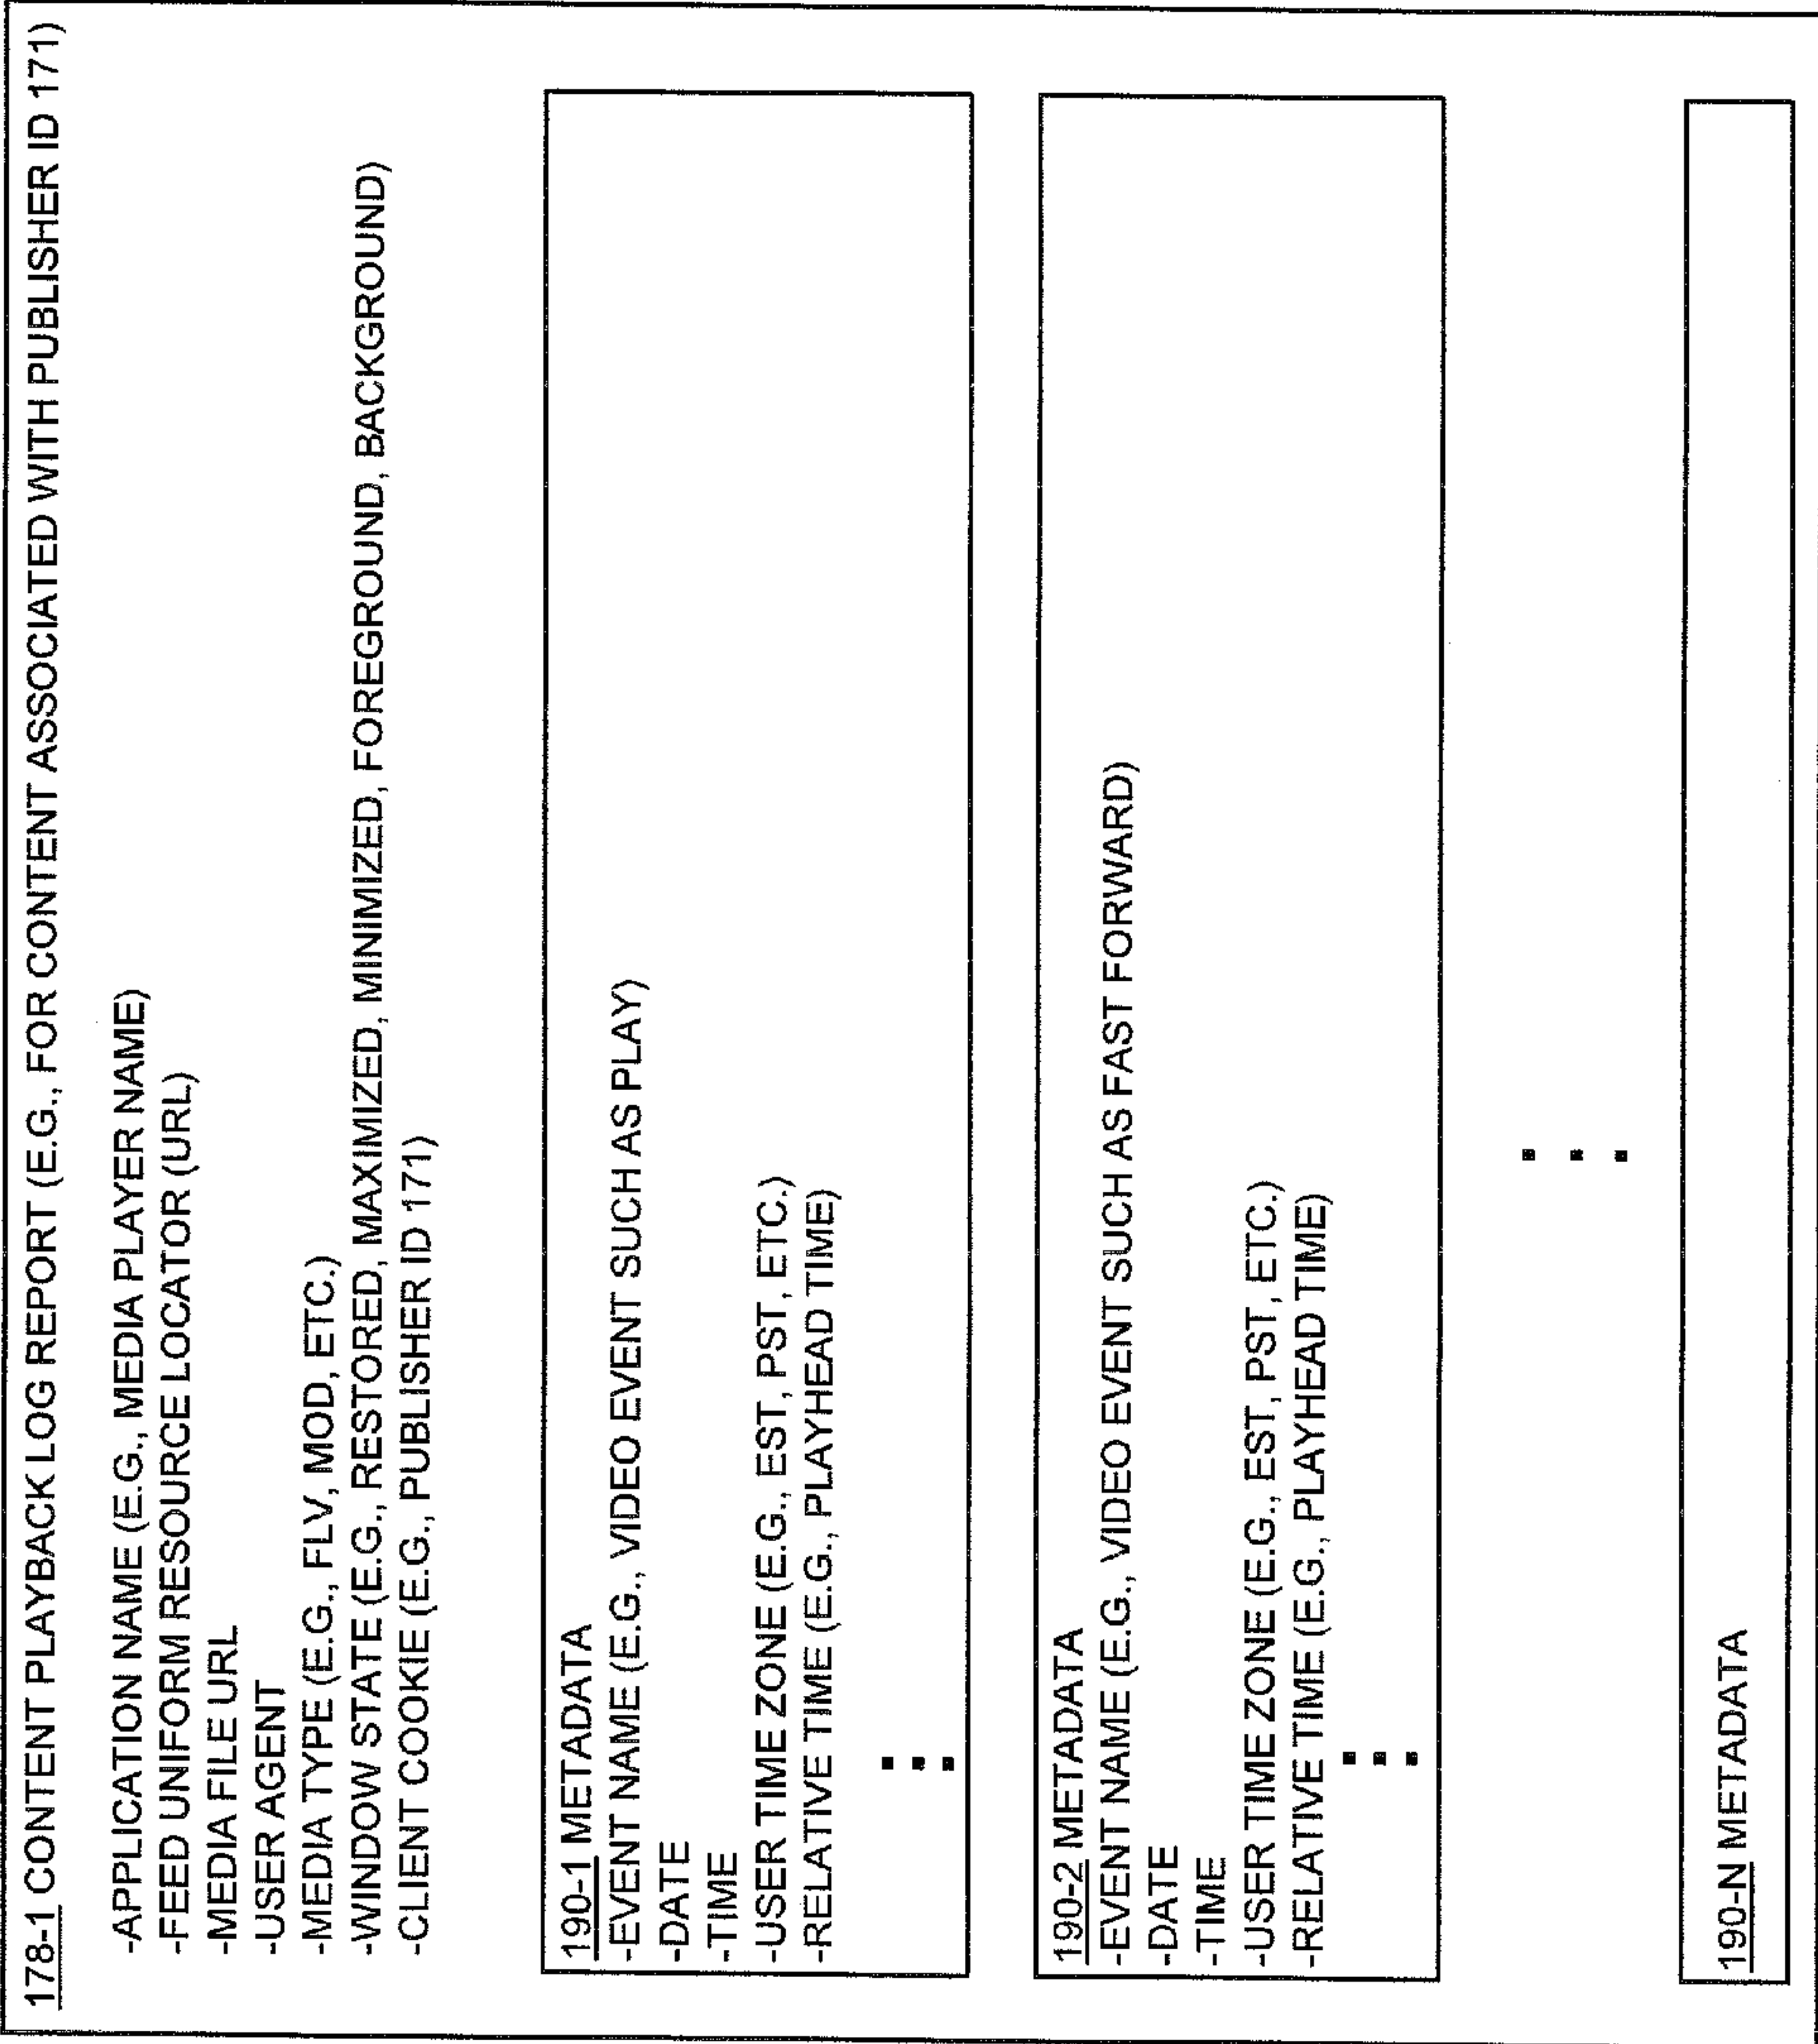 178-1 CONTENT PLAYBACK LOG REPORT (E.G., FOR CONTENT ASSOCIATED WITH PUBLISHER ID 171)
-APPLICATION NAME (E.G., MEDIA PLAYER NAME)
-FEED UNIFORM RESOURCE LOCATOR (URL)
-MEDIA FILE URL
-USER AGENT
-MEDIA TYPE (E.G., FLV, MOD, ETC.)
-WINDOW STATE (E.G., RESTORED, MAXIMIZED, MINIMIZED, FOREGROUND, BACKGROUND)
-CLIENT COOKIE (E.G., PUBLISHER ID 171)
190-1 METADATA
-EVENT NAME (E.G., VIDEO EVENT SUCH AS PLAY)
-DATE
-TIME
-USER TIME ZONE (E.G., EST, PST, ETC.)
-RELATIVE TIME (E.G., PLAYHEAD TIME)
190-2 METADATA
-EVENT NAME (E.G., VIDEO EVENT SUCH AS FAST FORWARD)
-DATE
-TIME
-USER TIME ZONE (E.G., EST, PST, ETC.)
-RELATIVE TIME (E.G., PLAYHEAD TIME)
190-N METADATA